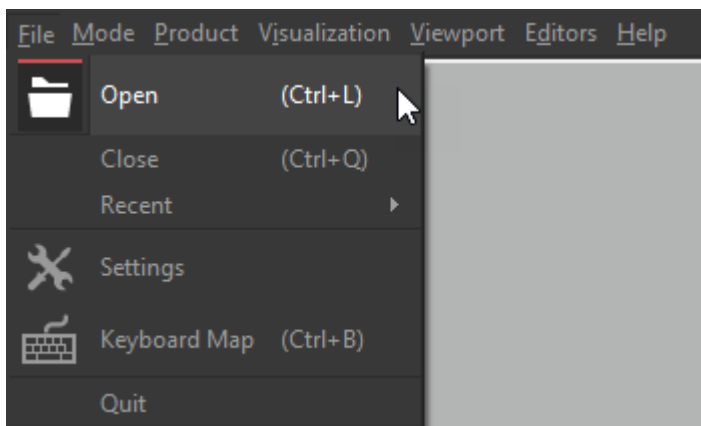 File Mode Product Visualization Viewport Editors Help
Open (Ctrl+L)
Close (Ctrl+Q)
Recent
Settings
Keyboard Map (Ctrl+B)
Quit